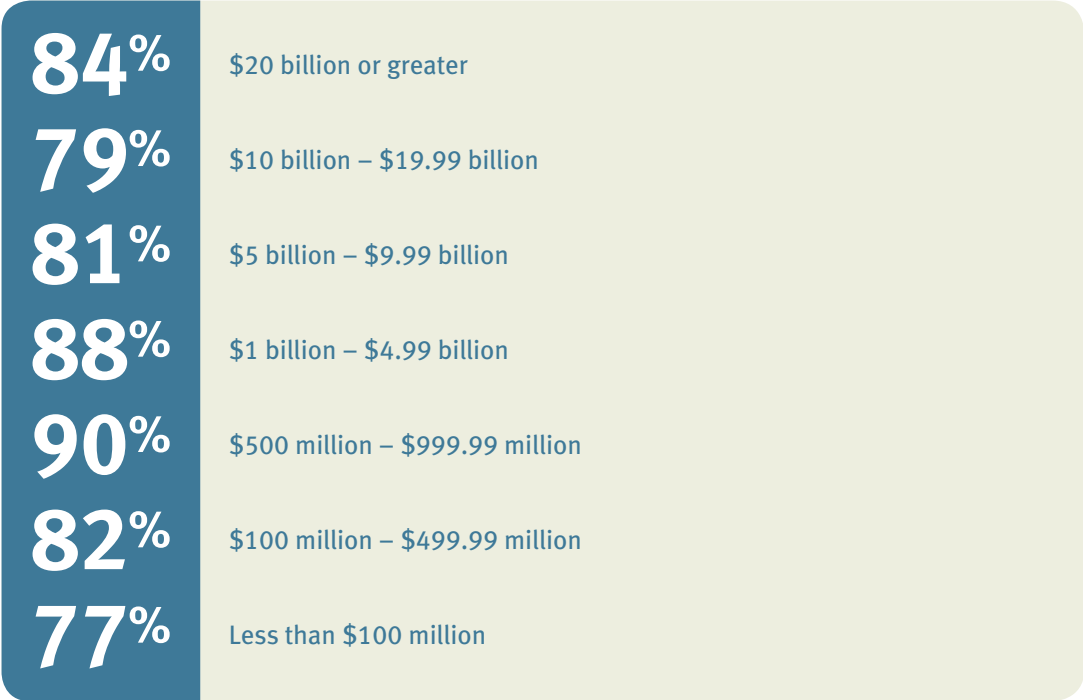 84% $20 billion or greater
79% $10 billion – $19.99 billion
81% $5 billion – $9.99 billion
88% $1 billion – $4.99 billion
90% $500 million – $999.99 million
82% $100 million – $499.99 million
77% Less than $100 million